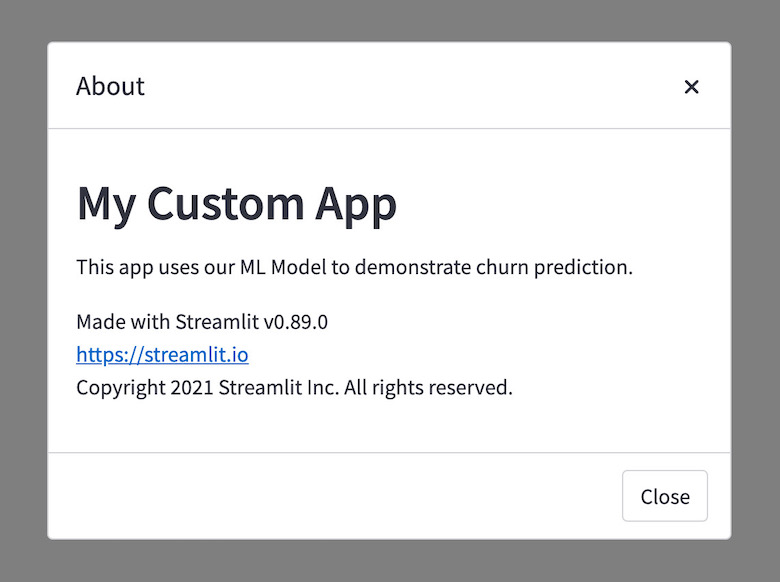 About
My Custom App
This app uses our ML Model to demonstrate churn prediction.
Made with Streamlit v0.89.0
https://streamlit.io
Copyright 2021 Streamlit Inc. All rights reserved.
Close